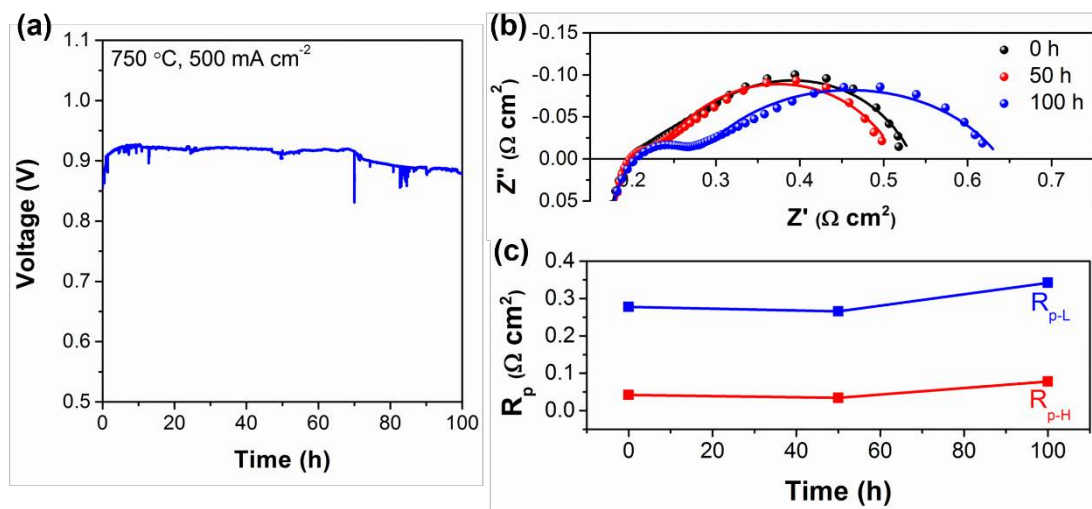 (a)
750 °C, 500 mA cm⁻²
1.1
1.0
0.9
0.8
0.7
0.6
0.5
Voltage (V)
0
20
40
60
80
100
Time (h)
(b)
-0.15
-0.10
-0.05
0.00
0.05
Z'' (Ω cm²)
0 h
50 h
100 h
0.2
0.3
0.4
0.5
0.6
0.7
Z' (Ω cm²)
(c)
0.4
0.3
0.2
0.1
0.0
Rₚ (Ω cm²)
R_{p-L}
R_{p-H}
0
20
40
60
80
100
Time (h)